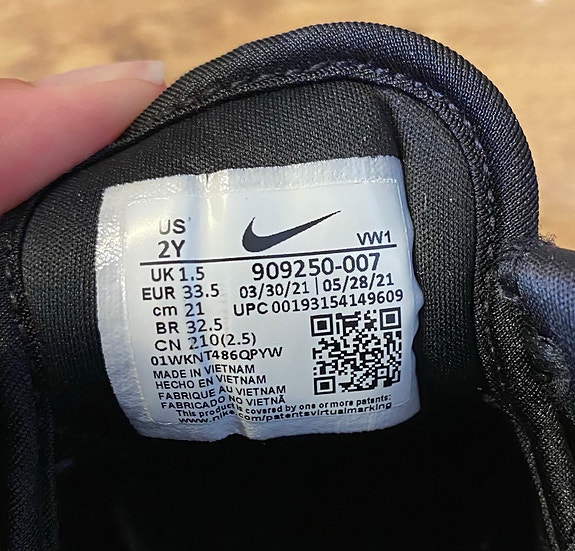 US
2Y
VW1
UK 1.5
909250-007
EUR 33.5
03/30/21 | 05/28/21
cm 21
UPC 00193154149609
BR 32.5
CN 210(2.5)
01WKNT486QPYW
MADE IN VIETNAM
HECHO EN VIETNAM
FABRIQUE AU VIETNAM
FABRICADO NO VIETNÃ
This product is covered by one or more patents:
www.nike.com/patentsvirtualmarking